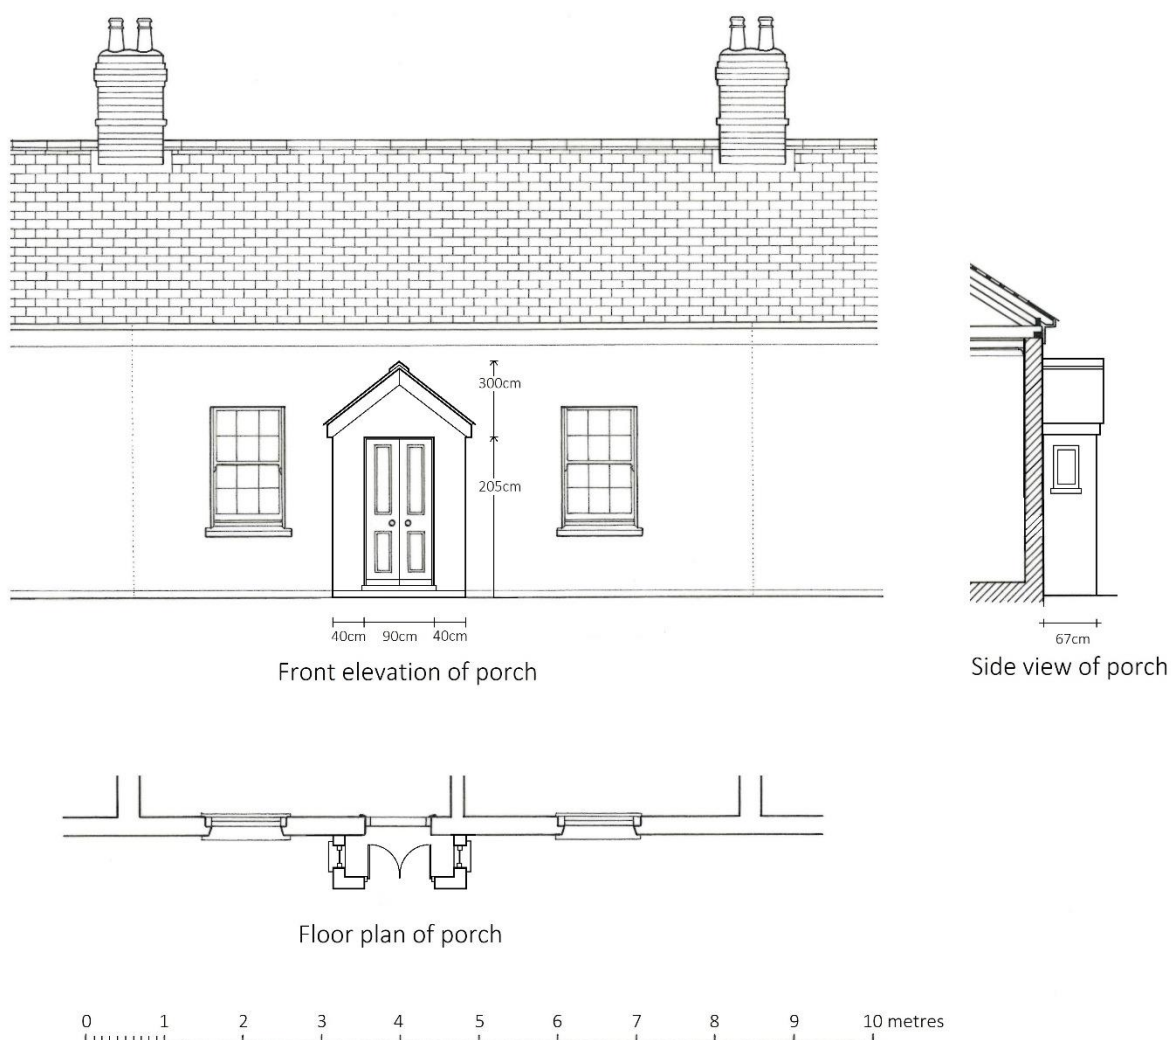 300cm
205cm
40cm 90cm 40cm
67cm
Front elevation of porch
Side view of porch
Floor plan of porch
0 1 2 3 4 5 6 7 8 9 10 metres